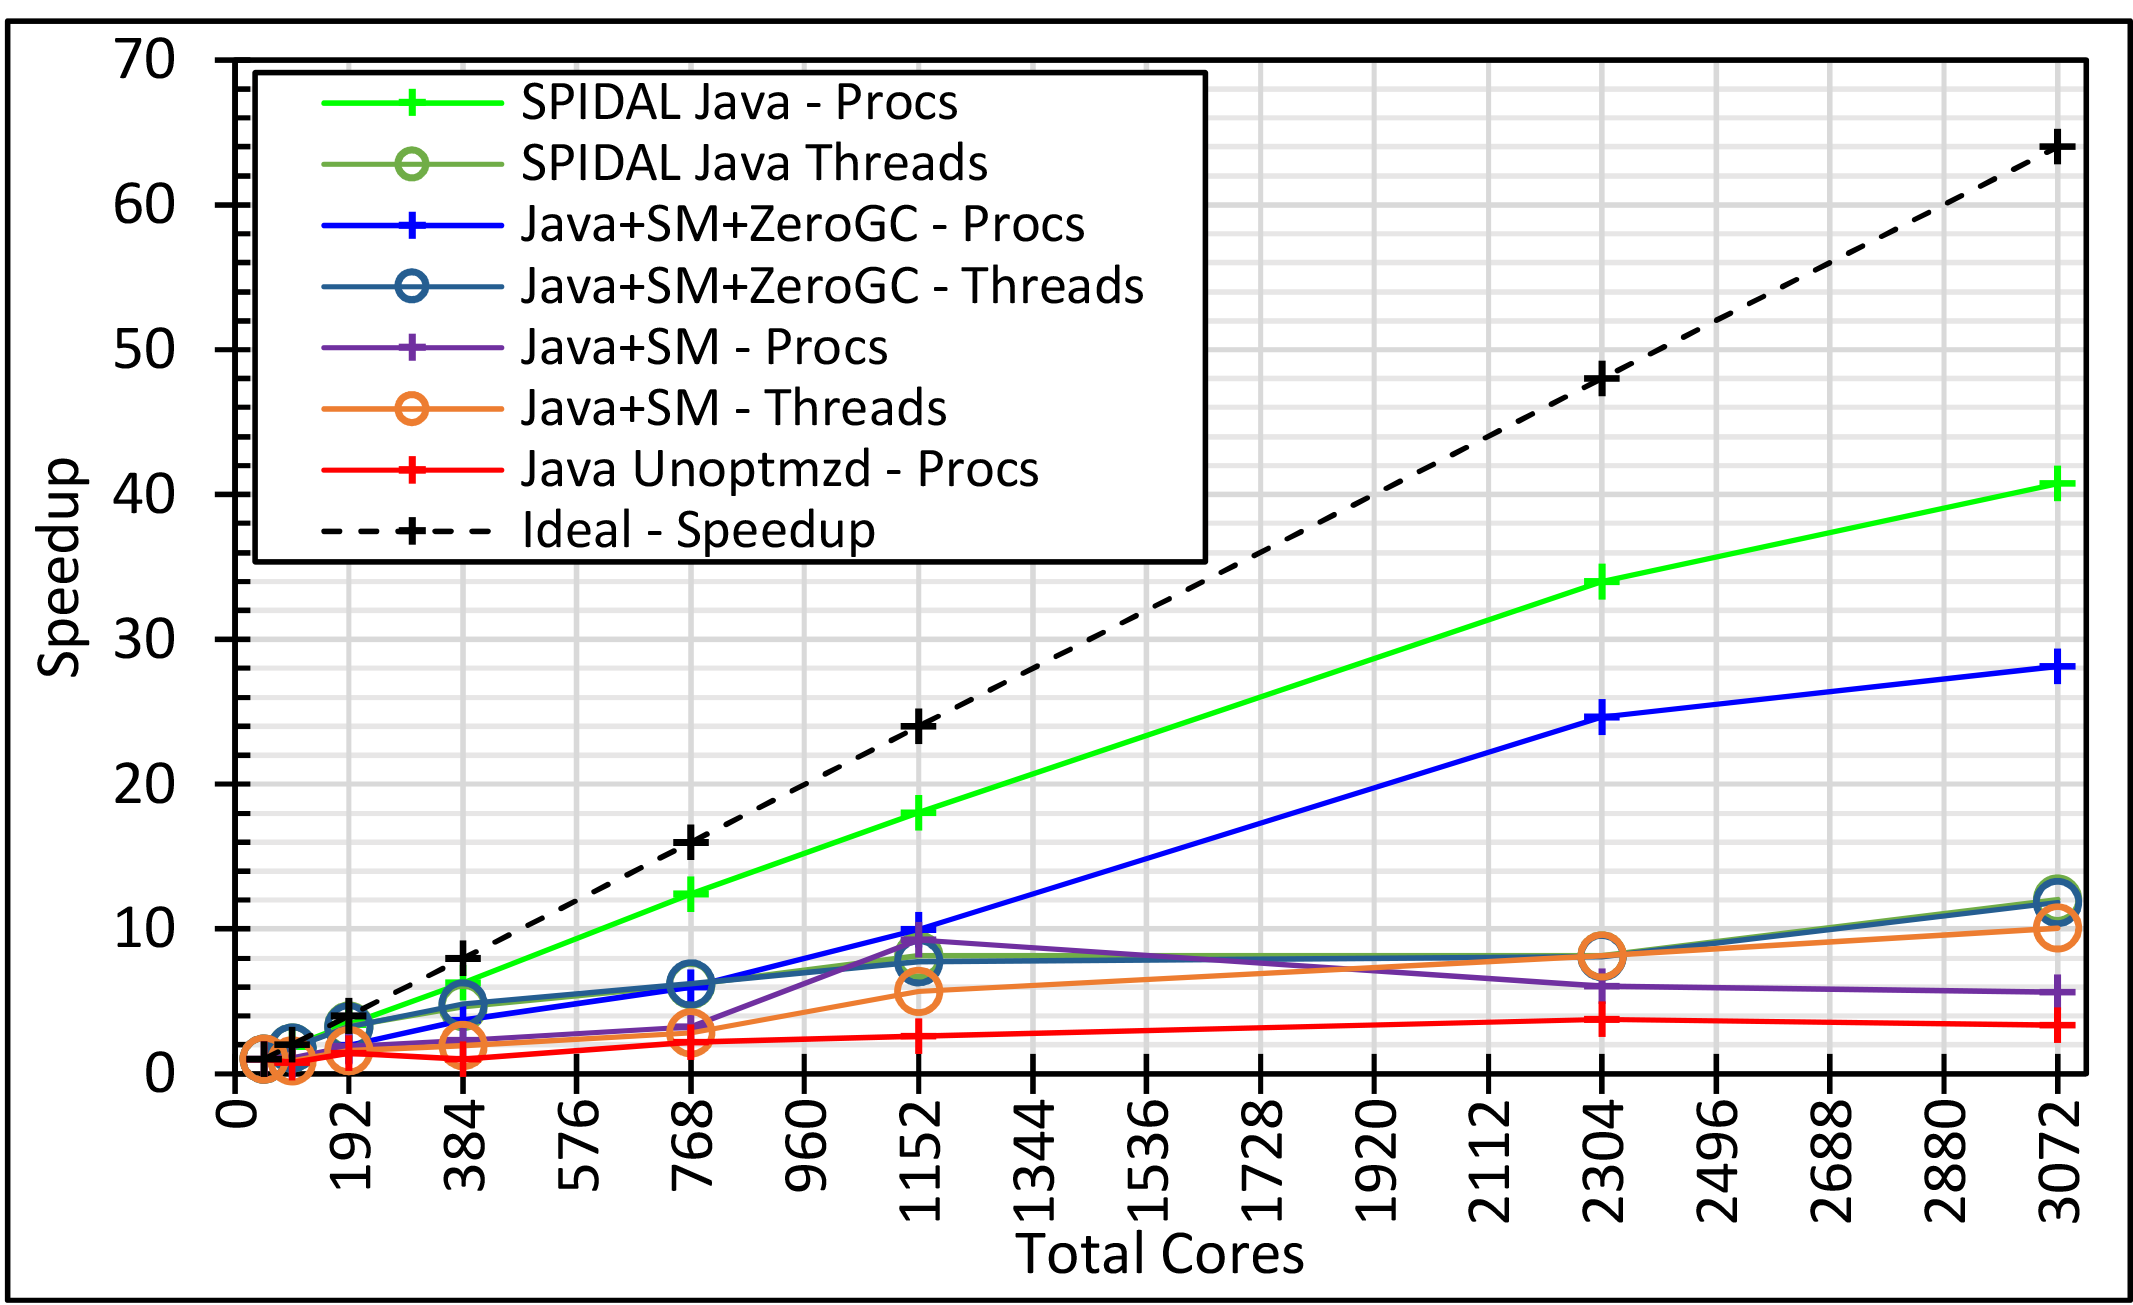 70
60
50
40
30
20
10
0
Speedup
SPIDAL Java - Procs
SPIDAL Java Threads
Java+SM+ZeroGC - Procs
Java+SM+ZeroGC - Threads
Java+SM - Procs
Java+SM - Threads
Java Unoptmzd - Procs
Ideal - Speedup
0
192
384
576
768
960
1152
1344
1536
1728
1920
2112
2304
2496
2688
2880
3072
Total Cores